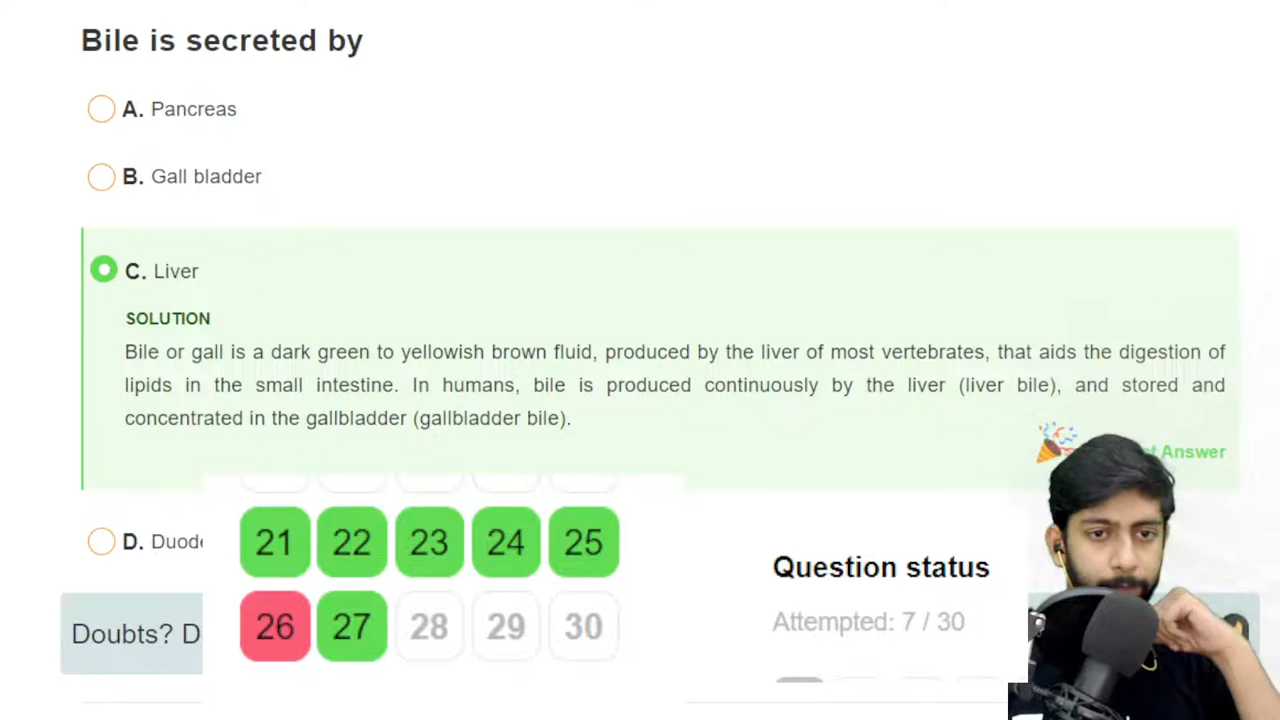 Bile is secreted by
A. Pancreas
B. Gall bladder
C. Liver
SOLUTION
Bile or gall is a dark green to yellowish brown fluid, produced by the liver of most vertebrates, that aids the digestion of
lipids in the small intestine. In humans, bile is produced continuously by the liver (liver bile), and stored and
concentrated in the gallbladder (gallbladder bile).
Answer
D.
21 22 23 24 25
26 27 28 29 30
Question status
Attempted: 7 / 30
Doubts? D